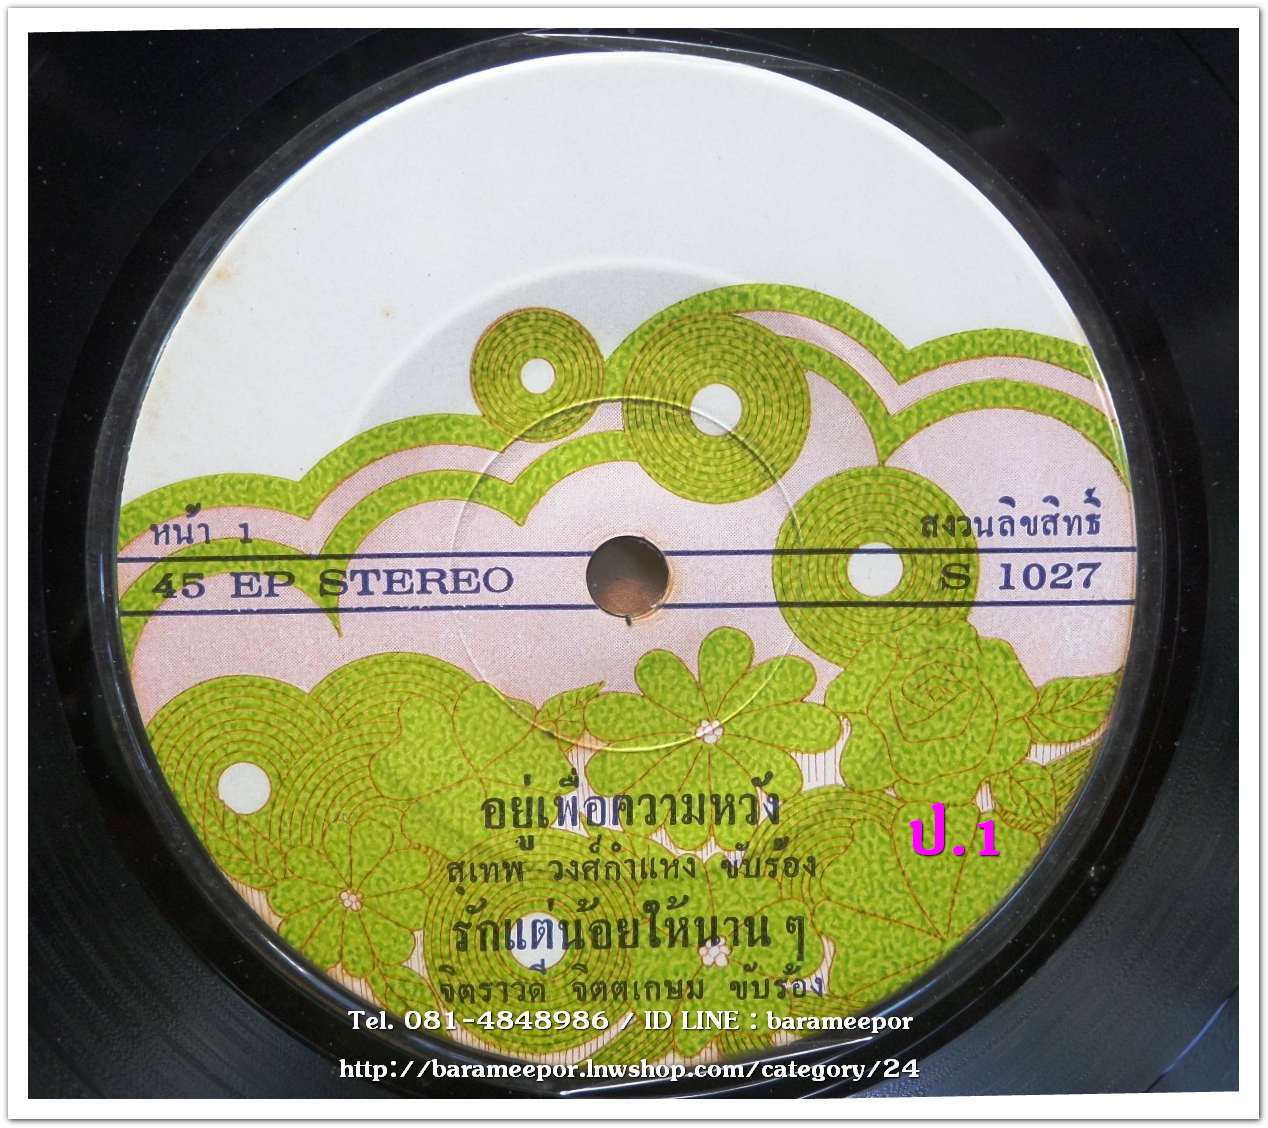 หน้า 1
สงวนลิขสิทธิ์
45 EP STEREO
S 1027
อยู่เพื่อความหวัง
สุเทพ วงศ์กำแหง ขับร้อง
ป.1
รักแต่น้อยให้นาน ๆ
จิตราวดี จิตตเกษม ขับร้อง
Tel. 081-4848986 / ID LINE : barameepor
http://barameepor.lnwshop.com/category/24